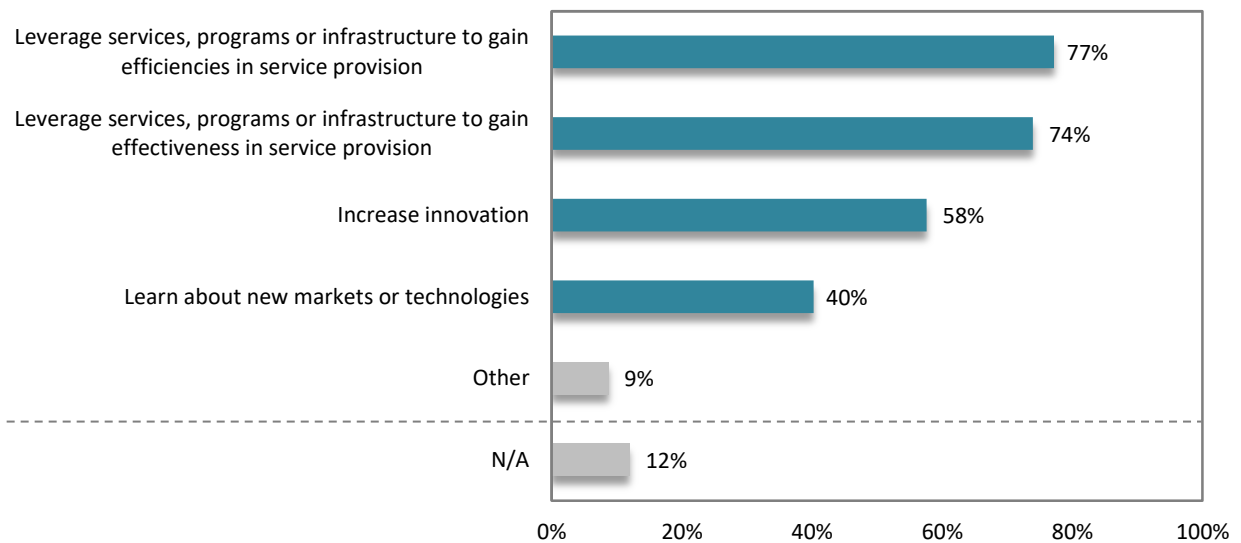 Leverage services, programs or infrastructure to gain
efficiencies in service provision
77%
Leverage services, programs or infrastructure to gain
effectiveness in service provision
74%
Increase innovation
58%
Learn about new markets or technologies
40%
Other
9%
N/A
12%
0% 20% 40% 60% 80% 100%